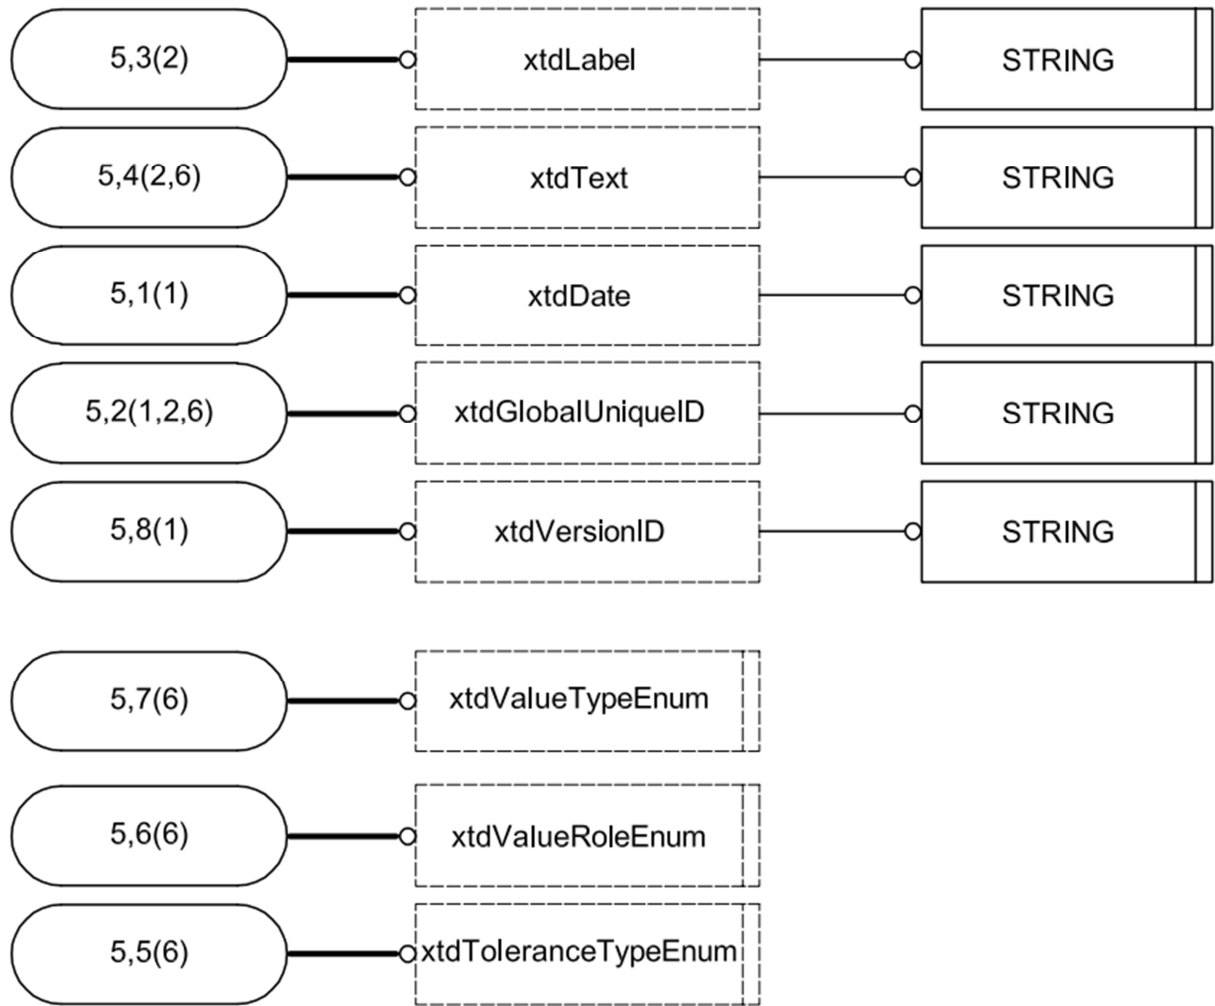 5,3(2) xtdLabel STRING
5,4(2,6) xtdText STRING
5,1(1) xtdDate STRING
5,2(1,2,6) xtdGlobalUniqueID STRING
5,8(1) xtdVersionID STRING
5,7(6) xtdValueTypeEnum
5,6(6) xtdValueRoleEnum
5,5(6) xtdToleranceTypeEnum